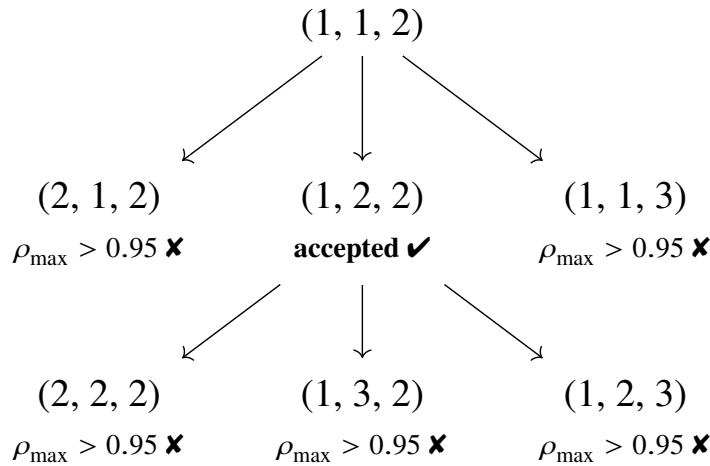 (1, 1, 2)
(2, 1, 2) (1, 2, 2) (1, 1, 3)
ρmax > 0.95 ✘ accepted ✔ ρmax > 0.95 ✘
(2, 2, 2) (1, 3, 2) (1, 2, 3)
ρmax > 0.95 ✘ ρmax > 0.95 ✘ ρmax > 0.95 ✘